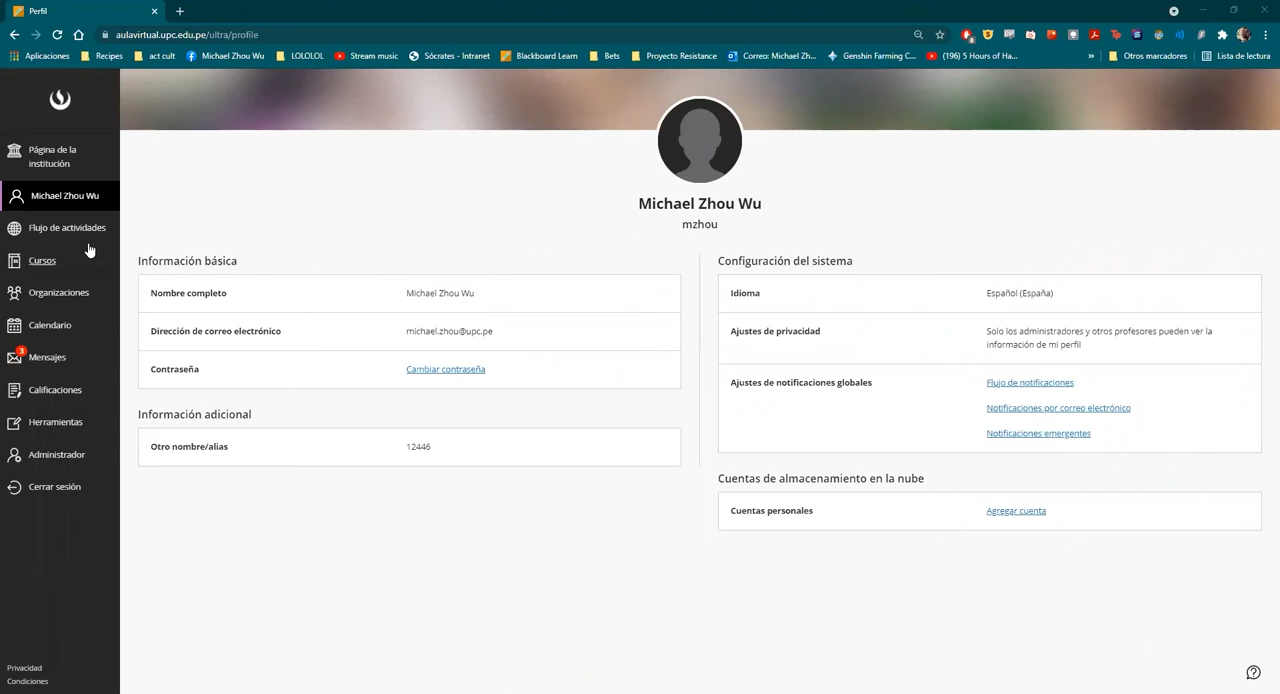 Perfil
aulavirtual.upc.edu.pe/ultra/profile
Aplicaciones Recipes act cult Michael Zhou Wu LOLOLOL Stream music Sócrates - Intranet Blackboard Learn Bets Proyecto Resistance Correo: Michael Zh... Genshin Farming C... (196) 5 Hours of Ha... » Otros marcadores Lista de lectura
Página de la
institución
Michael Zhou Wu
Flujo de actividades
Cursos
Organizaciones
Calendario
3
Mensajes
Calificaciones
Herramientas
Administrador
Cerrar sesión
Privacidad
Condiciones
Michael Zhou Wu
mzhou
Información básica
Nombre completo Michael Zhou Wu
Dirección de correo electrónico michael.zhou@upc.pe
Contraseña Cambiar contraseña
Información adicional
Otro nombre/alias 12446
Configuración del sistema
Idioma Español (España)
Ajustes de privacidad Solo los administradores y otros profesores pueden ver la
información de mi perfil
Ajustes de notificaciones globales Flujo de notificaciones
Notificaciones por correo electrónico
Notificaciones emergentes
Cuentas de almacenamiento en la nube
Cuentas personales Agregar cuenta